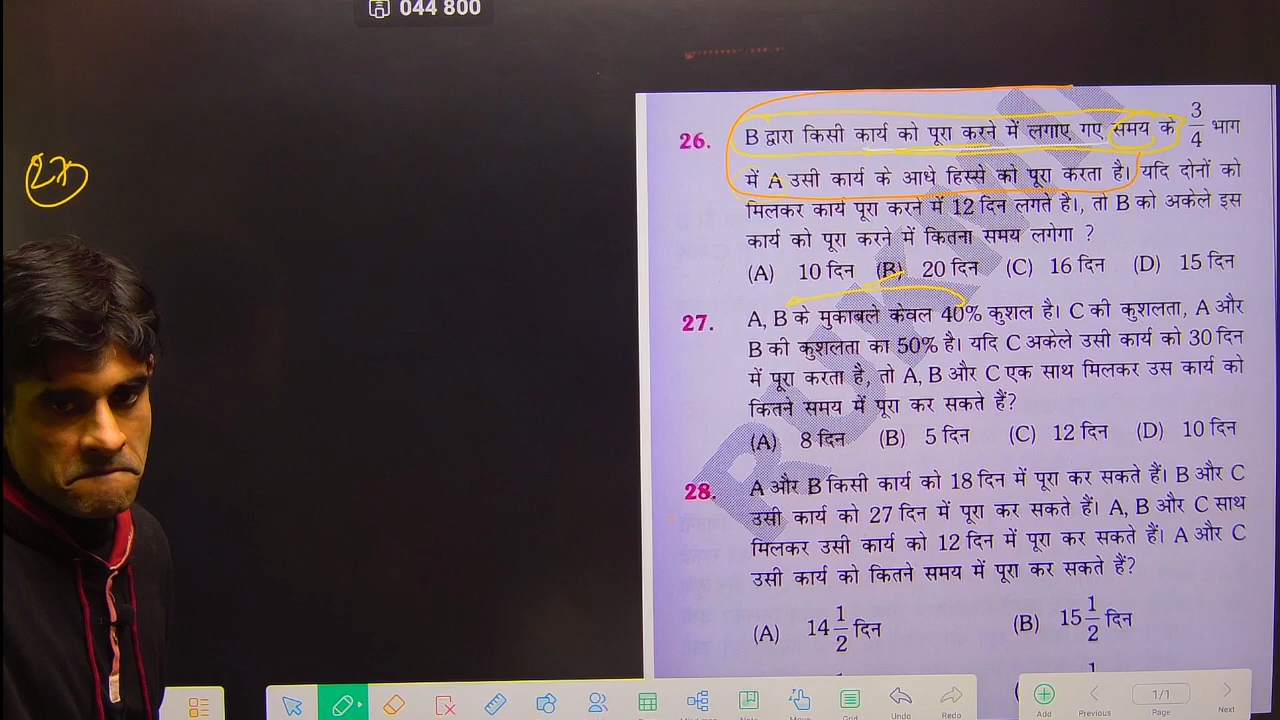 044 800
2x
26. B द्वारा किसी कार्य को पूरा करने में लगाए गए समय के 3/4 भाग
में A उसी कार्य के आधे हिस्से को पूरा करता है। यदि दोनों को
मिलकर कार्य पूरा करने में 12 दिन लगते है।, तो B को अकेले इस
कार्य को पूरा करने में कितना समय लगेगा ?
(A) 10 दिन (B) 20 दिन (C) 16 दिन (D) 15 दिन
27. A, B के मुकाबले केवल 40% कुशल है। C की कुशलता, A और
B की कुशलता का 50% है। यदि C अकेले उसी कार्य को 30 दिन
में पूरा करता है, तो A, B और C एक साथ मिलकर उस कार्य को
कितने समय में पूरा कर सकते हैं?
(A) 8 दिन (B) 5 दिन (C) 12 दिन (D) 10 दिन
28. A और B किसी कार्य को 18 दिन में पूरा कर सकते हैं। B और C
उसी कार्य को 27 दिन में पूरा कर सकते हैं। A, B और C साथ
मिलकर उसी कार्य को 12 दिन में पूरा कर सकते हैं। A और C
उसी कार्य को कितने समय में पूरा कर सकते हैं?
(A) 14 1/2 दिन (B) 15 1/2 दिन
1
Undo Redo Add Previous 1/1 Page Next